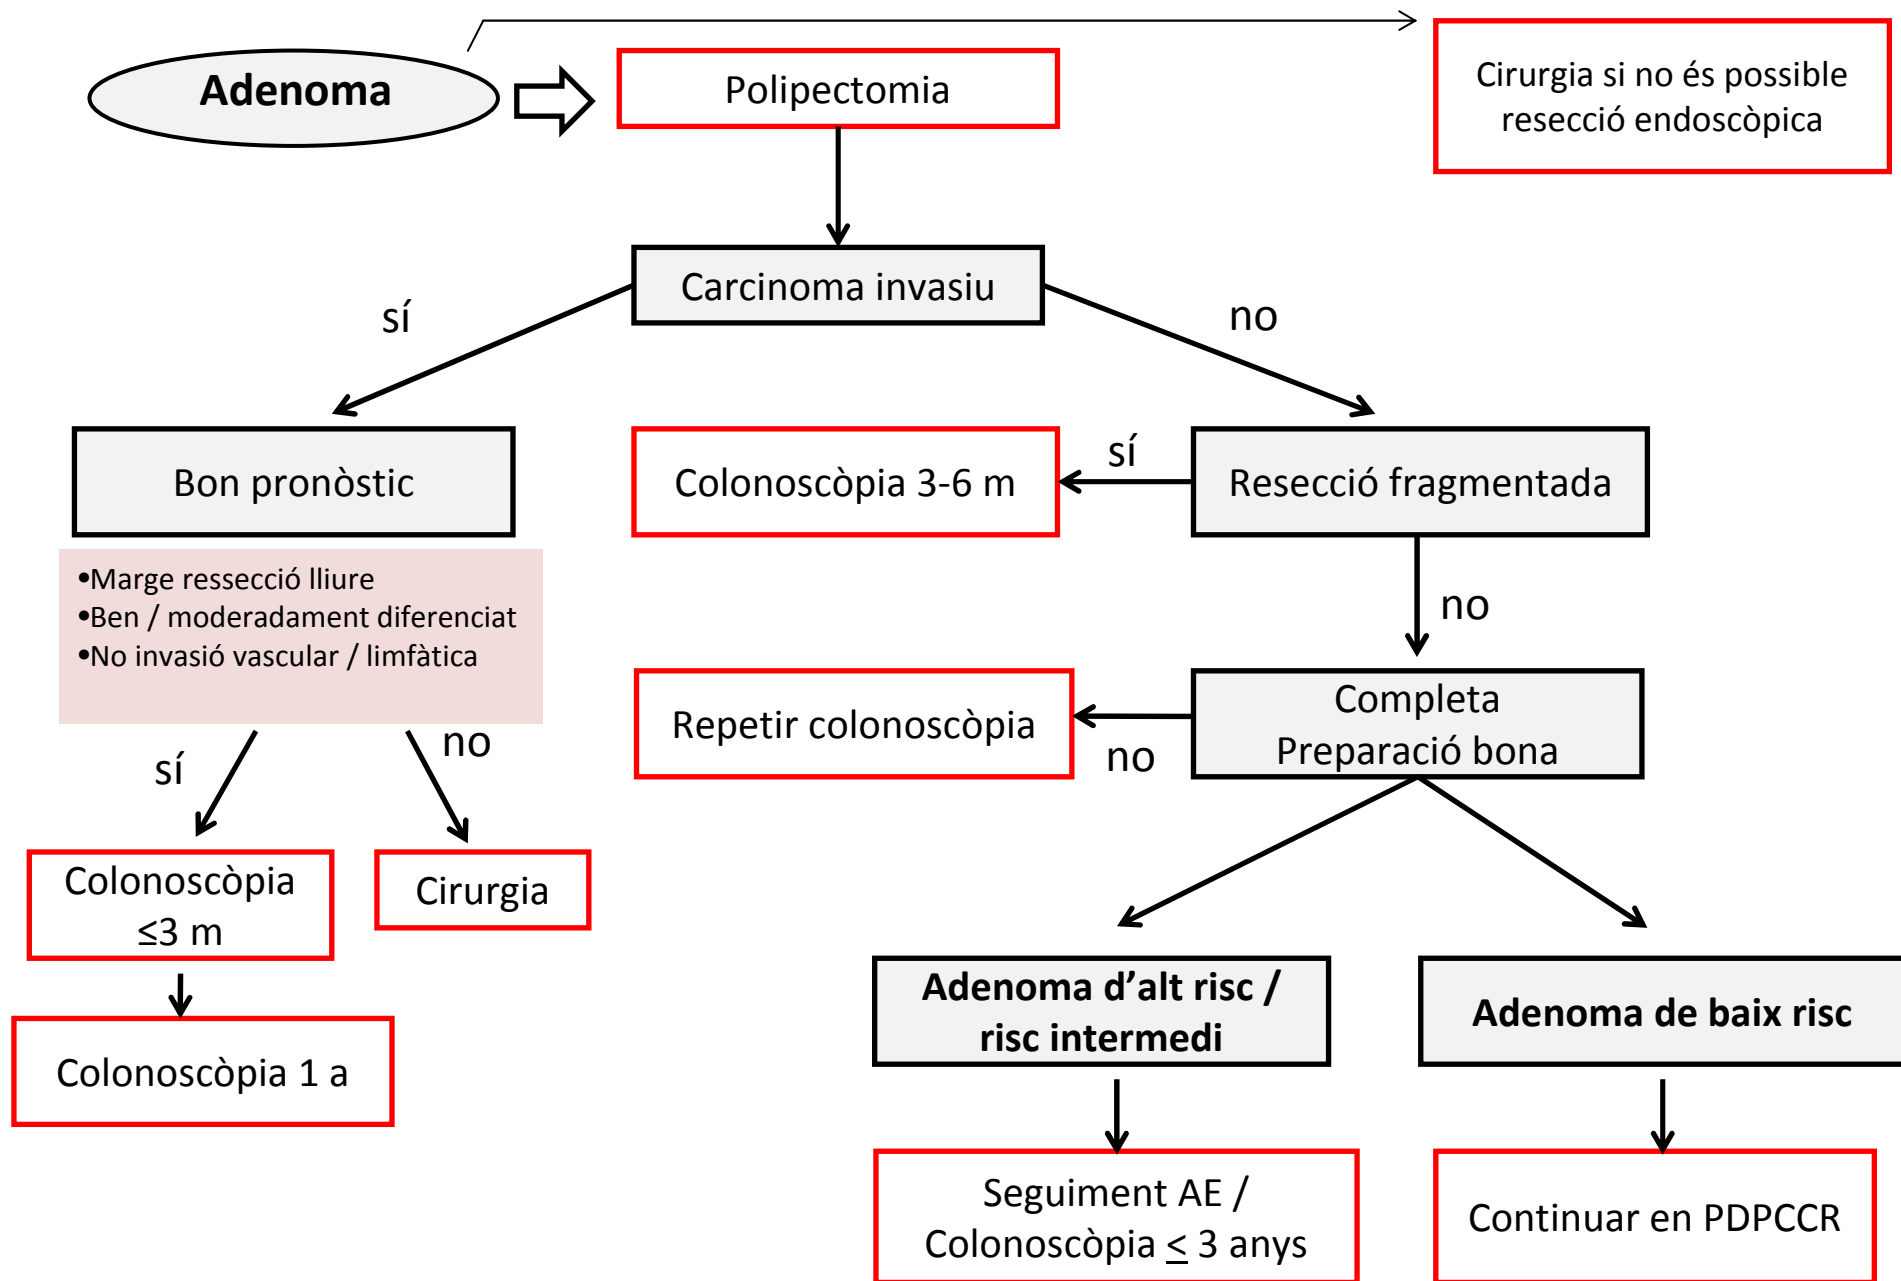 Adenoma
Polipectomia
Cirurgia si no és possible
resecció endoscòpica
Carcinoma invasiu
sí
no
Bon pronòstic
Colonoscòpia 3-6 m
sí
Resecció fragmentada
•Marge ressecció lliure
•Ben / moderadament diferenciat
•No invasió vascular / limfàtica
no
Repetir colonoscòpia
no
Completa
Preparació bona
sí
no
Colonoscòpia
≤3 m
Cirurgia
Colonoscòpia 1 a
Adenoma d’alt risc /
risc intermedi
Adenoma de baix risc
Seguiment AE /
Colonoscòpia < 3 anys
Continuar en PDPCCR